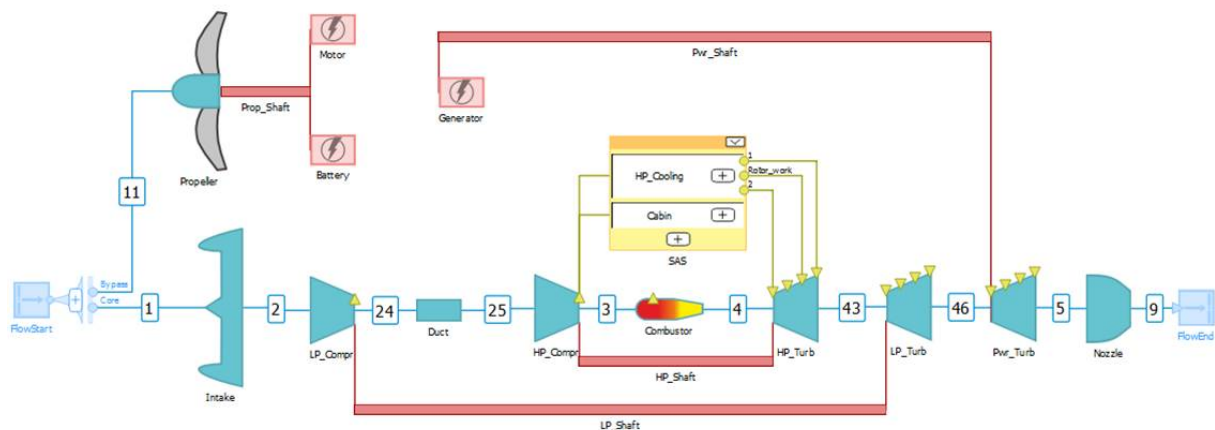 Motor
Pwr_Shaft
Prop_Shaft
Generator
1
HP_Cooling
Rotor_work
2
Battery
Propeller
11
Cabin
SAS
Bypass
Core
FlowStart
1
2
24
25
3
4
43
46
5
9
LP_Compr
Duct
HP_Compr
Combustor
HP_Turb
LP_Turb
Pwr_Turb
Nozzle
FlowEnd
Intake
HP_Shaft
LP_Shaft